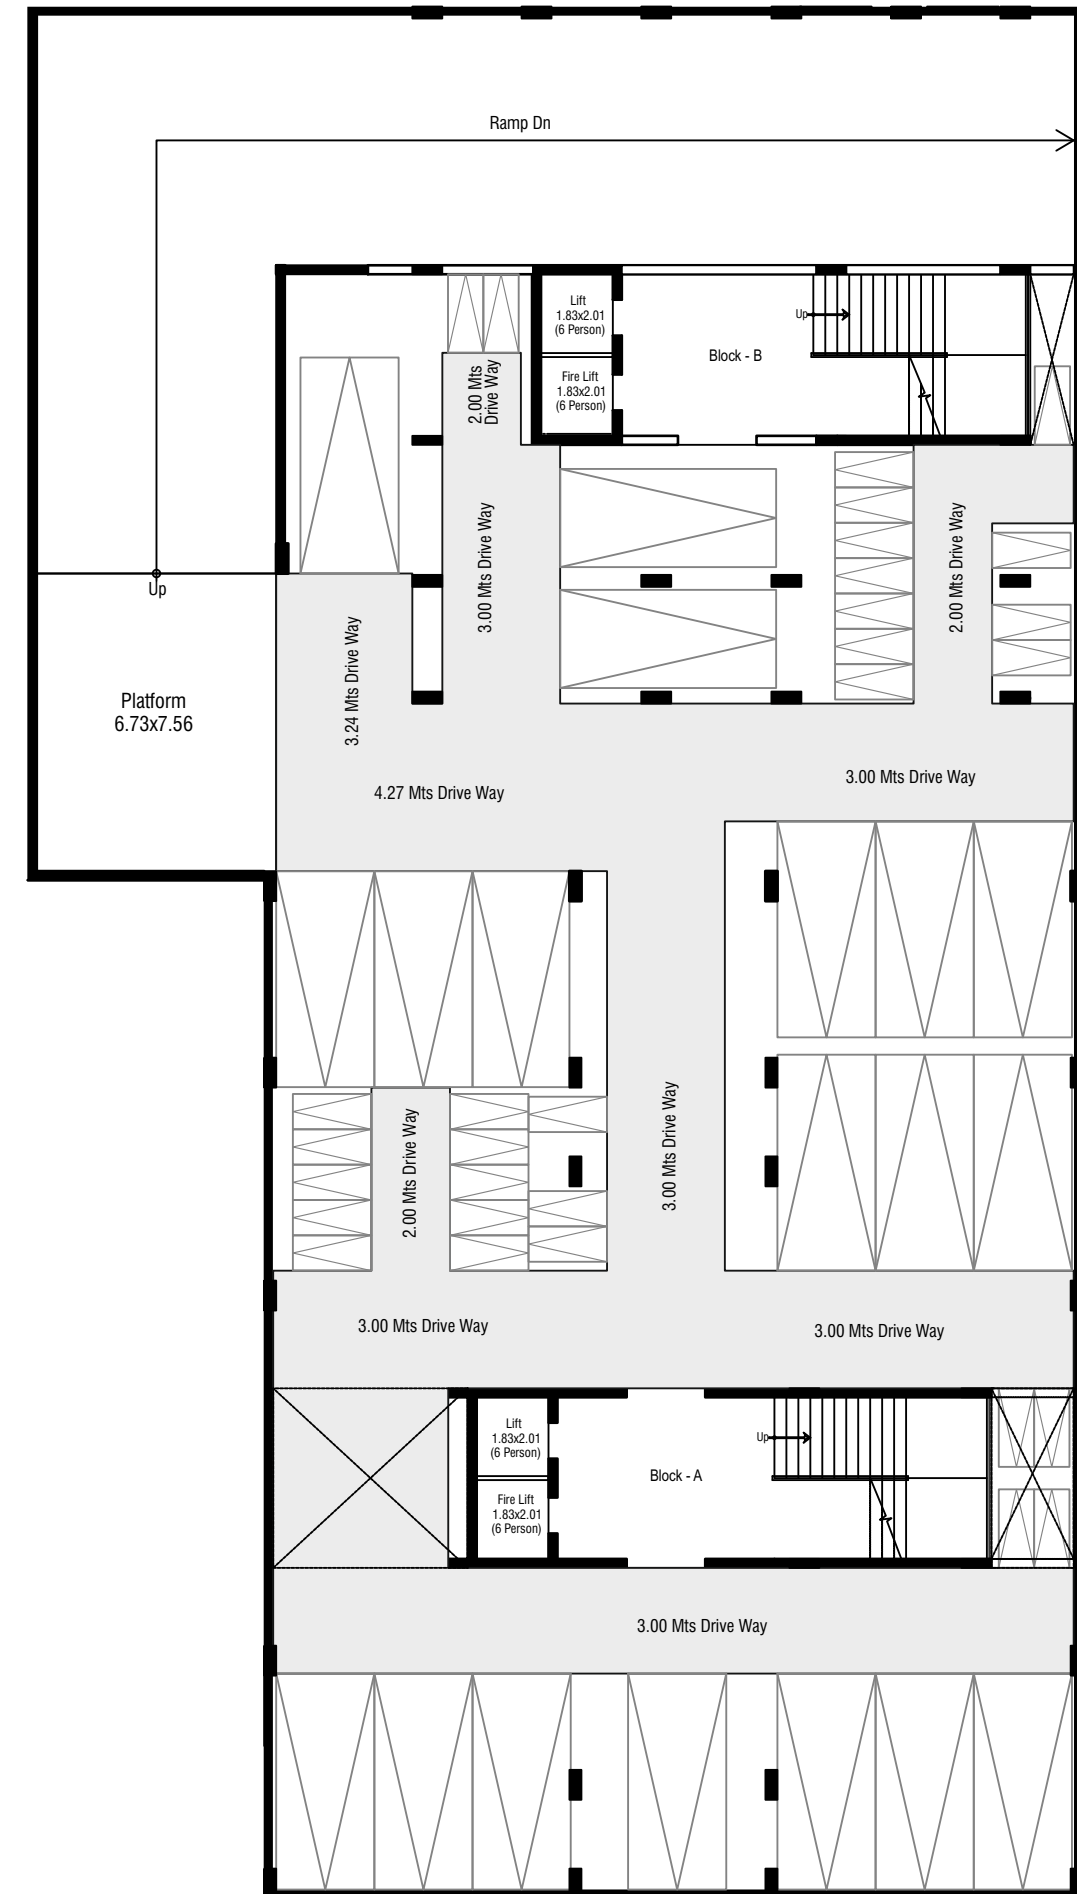 Ramp Dn
Lift
1.83x2.01
(6 Person)
Up
Block - B
Fire Lift
1.83x2.01
(6 Person)
2.00 Mts
Drive Way
3.00 Mts Drive Way
2.00 Mts Drive Way
Up
3.24 Mts Drive Way
Platform
6.73x7.56
4.27 Mts Drive Way
3.00 Mts Drive Way
2.00 Mts Drive Way
3.00 Mts Drive Way
3.00 Mts Drive Way
3.00 Mts Drive Way
Lift
1.83x2.01
(6 Person)
Up
Block - A
Fire Lift
1.83x2.01
(6 Person)
3.00 Mts Drive Way